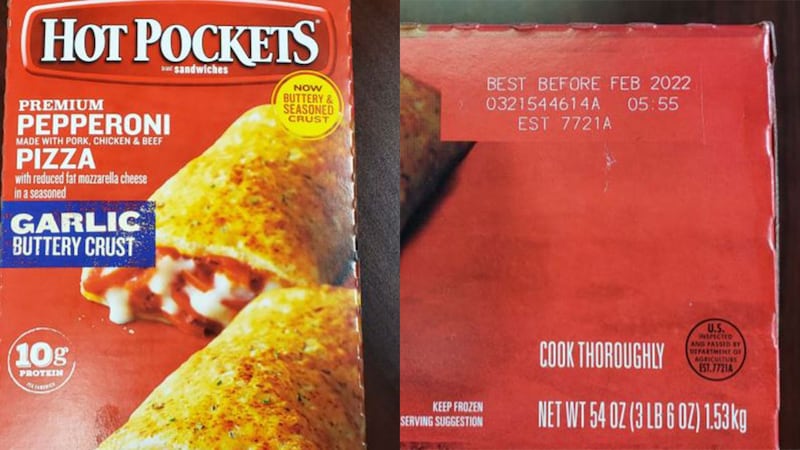 HOT POCKETS
BRAND sandwiches
NOW
BUTTERY &
SEASONED
CRUST
PREMIUM
PEPPERONI
MADE WITH PORK, CHICKEN & BEEF
PIZZA
with reduced fat mozzarella cheese
in a seasoned
GARLIC
BUTTERY CRUST
10g
PROTEIN
PER SANDWICH
BEST BEFORE FEB 2022
0321544614A 05:55
EST 7721A
COOK THOROUGHLY
U.S.
INSPECTED
AND PASSED BY
DEPARTMENT OF
AGRICULTURE
EST. 7721A
KEEP FROZEN
SERVING SUGGESTION
NET WT 54 OZ (3 LB 6 OZ) 1.53kg